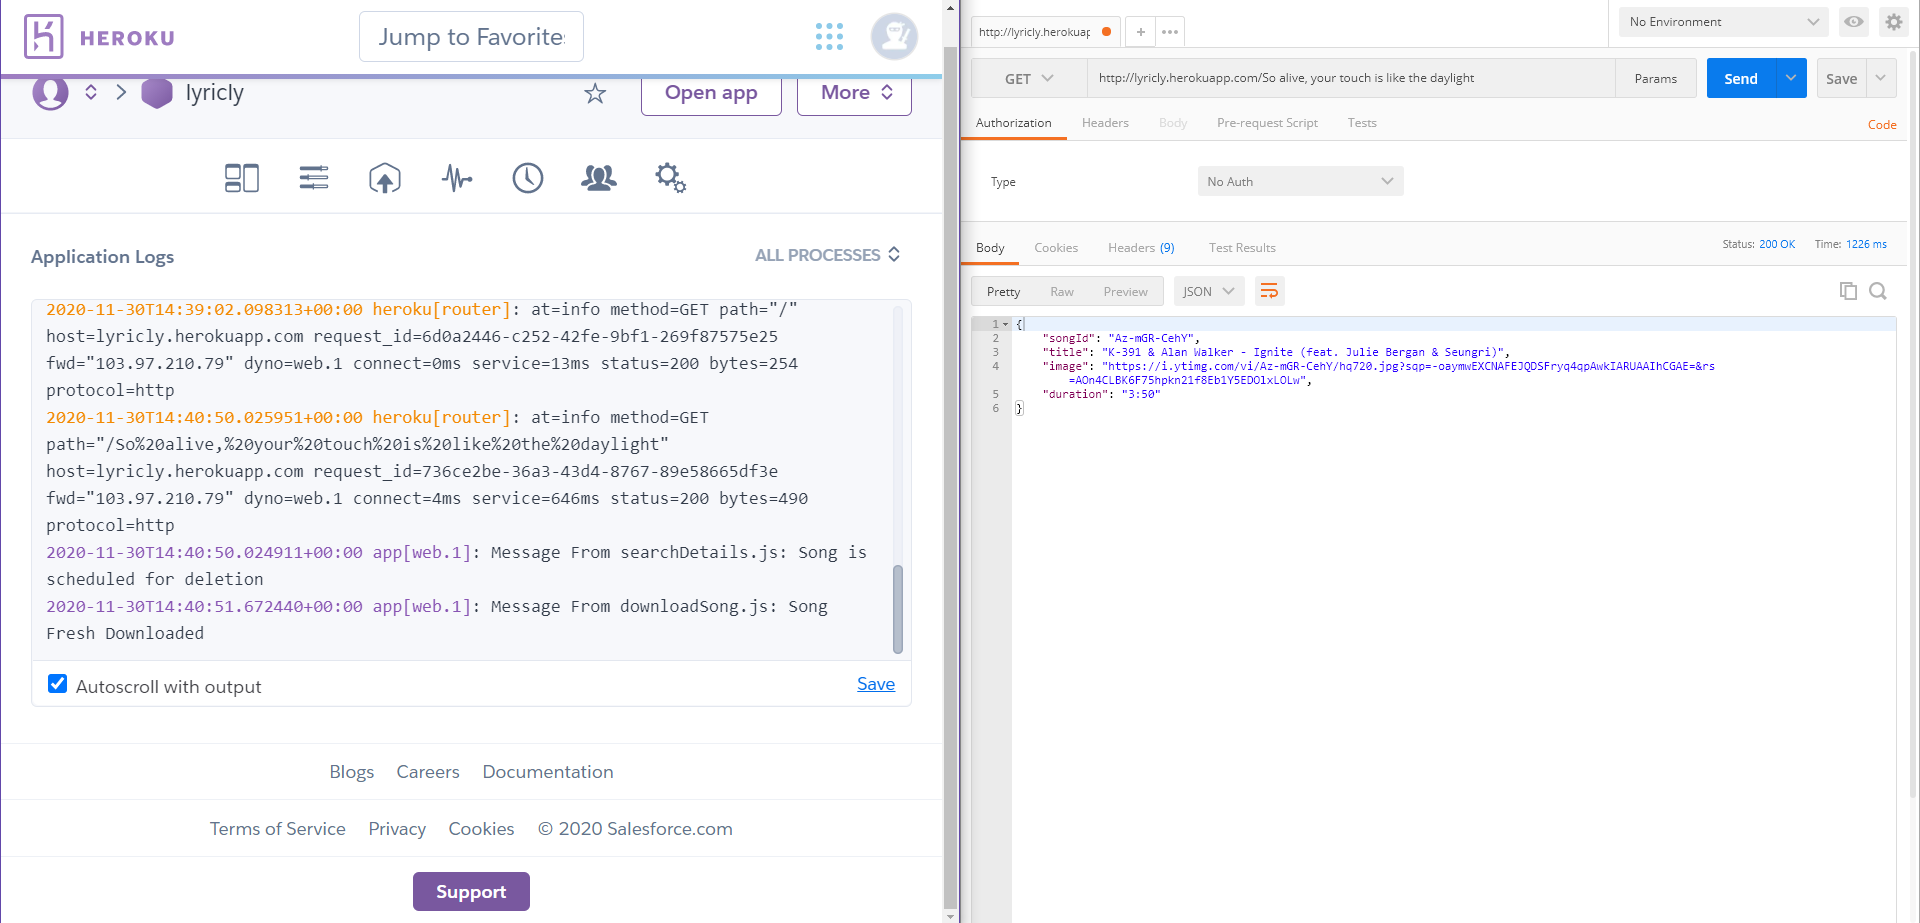 HEROKU
Jump to Favorite
lyricly
Open app
More
Application Logs
ALL PROCESSES
2020-11-30T14:39:02.098313+00:00 heroku[router]: at=info method=GET path="/"
host=lyricly.herokuapp.com request_id=6d0a2446-c252-42fe-9bf1-269f87575e25
fwd="103.97.210.79" dyno=web.1 connect=0ms service=13ms status=200 bytes=254
protocol=http
2020-11-30T14:40:50.025951+00:00 heroku[router]: at=info method=GET
path="/So%20alive,%20your%20touch%20is%20like%20the%20daylight"
host=lyricly.herokuapp.com request_id=736ce2be-36a3-43d4-8767-89e58665df3e
fwd="103.97.210.79" dyno=web.1 connect=4ms service=646ms status=200 bytes=490
protocol=http
2020-11-30T14:40:50.024911+00:00 app[web.1]: Message From searchDetails.js: Song is
scheduled for deletion
2020-11-30T14:40:51.672440+00:00 app[web.1]: Message From downloadSong.js: Song
Fresh Downloaded
Autoscroll with output
Save
Blogs Careers Documentation
Terms of Service Privacy Cookies © 2020 Salesforce.com
Support
http://lyricly.herokuap
No Environment
GET
http://lyricly.herokuapp.com/So alive, your touch is like the daylight
Params
Send
Save
Authorization Headers Body Pre-request Script Tests
Code
Type
No Auth
Body Cookies Headers (9) Test Results
Status: 200 OK Time: 1226 ms
Pretty Raw Preview JSON
1 {
2 "songId": "Az-mGR-CehY",
3 "title": "K-391 & Alan Walker - Ignite (feat. Julie Bergan & Seungri)",
4 "image": "https://i.ytimg.com/vi/Az-mGR-CehY/hq720.jpg?sqp=-oaymwEXCNAFEJQDSFryq4qpAwkIARUAAIhCGAE=&rs
=AOn4CLBK6F75hpkn21f8Eb1Y5EDOlxLOLw",
5 "duration": "3:50"
6 }